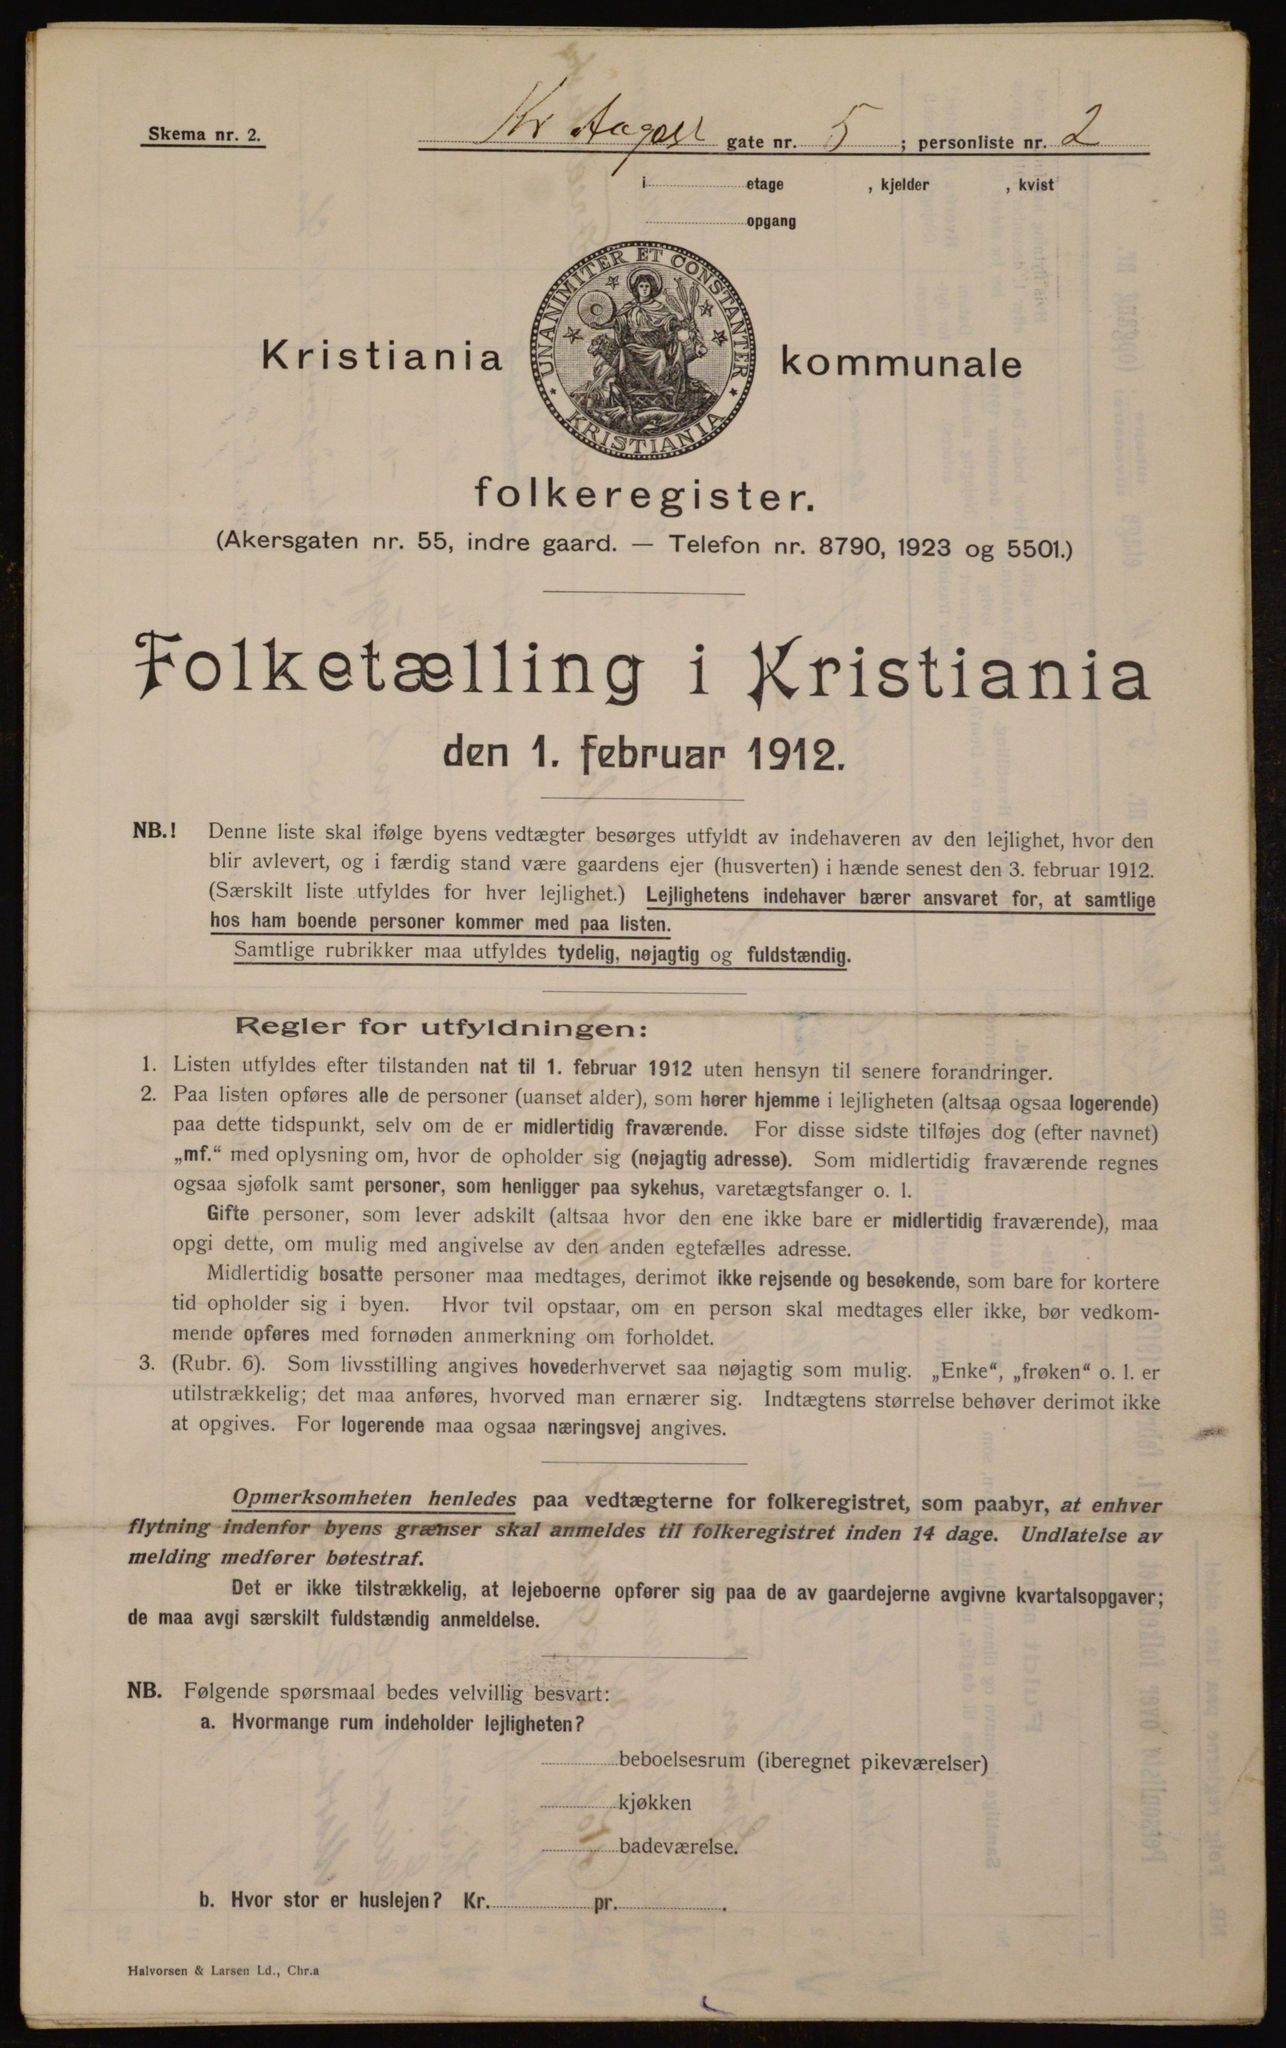 Skema nr. 2.
Kr Aagest gate nr. 5 ; personliste nr. 2
i etage , kjelder , kvist
opgang
UNANIMITER ET CONSTANTER
KRISTIANIA
Kristiania kommunale
folkeregister.
(Akersgaten nr. 55, indre gaard. — Telefon nr. 8790, 1923 og 5501.)
Folketælling i Kristiania
den 1. februar 1912.
NB.! Denne liste skal ifølge byens vedtægter besørges utfyldt av indehaveren av den lejlighet, hvor den
blir avlevert, og i færdig stand være gaardens ejer (husverten) i hænde senest den 3. februar 1912.
(Særskilt liste utfyldes for hver lejlighet.) Lejlighetens indehaver bærer ansvaret for, at samtlige
hos ham boende personer kommer med paa listen.
Samtlige rubrikker maa utfyldes tydelig, nøjagtig og fuldstændig.
Regler for utfyldningen:
1. Listen utfyldes efter tilstanden nat til 1. februar 1912 uten hensyn til senere forandringer.
2. Paa listen opføres alle de personer (uanset alder), som hører hjemme i lejligheten (altsaa ogsaa logerende)
paa dette tidspunkt, selv om de er midlertidig fraværende. For disse sidste tilføjes dog (efter navnet)
„mf.“ med oplysning om, hvor de opholder sig (nøjagtig adresse). Som midlertidig fraværende regnes
ogsaa sjøfolk samt personer, som henligger paa sykehus, varetægtsfanger o. l.
Gifte personer, som lever adskilt (altsaa hvor den ene ikke bare er midlertidig fraværende), maa
opgi dette, om mulig med angivelse av den anden egtefælles adresse.
Midlertidig bosatte personer maa medtages, derimot ikke rejsende og besøkende, som bare for kortere
tid opholder sig i byen. Hvor tvil opstaar, om en person skal medtages eller ikke, bør vedkom-
mende opføres med fornøden anmerkning om forholdet.
3. (Rubr. 6). Som livsstilling angives hovederhvervet saa nøjagtig som mulig. „Enke“, „frøken“ o. l. er
utilstrækkelig; det maa anføres, hvorved man ernærer sig. Indtægtens størrelse behøver derimot ikke
at opgives. For logerende maa ogsaa næringsvej angives.
Opmerksomheten henledes paa vedtægterne for folkeregistret, som paabyr, at enhver
flytning indenfor byens grænser skal anmeldes til folkeregistret inden 14 dage. Undlatelse av
melding medfører bøtestraf.
Det er ikke tilstrækkelig, at lejeboerne opfører sig paa de av gaardejerne avgivne kvartalsopgaver;
de maa avgi særskilt fuldstændig anmeldelse.
NB. Følgende spørsmaal bedes velvillig besvart:
a. Hvormange rum indeholder lejligheten?
beboelsesrum (iberegnet pikeværelser)
kjøkken
badeværelse.
b. Hvor stor er huslejen? Kr. pr. .
Halvorsen & Larsen Ld., Chr.a